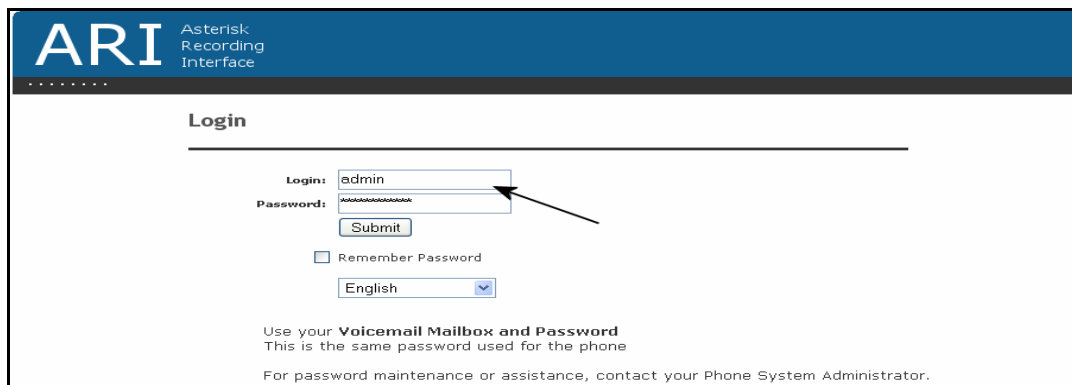 ARI
Asterisk
Recording
Interface
Login
Login: admin
Password: ************
Submit
Remember Password
English
Use your Voicemail Mailbox and Password
This is the same password used for the phone
For password maintenance or assistance, contact your Phone System Administrator.